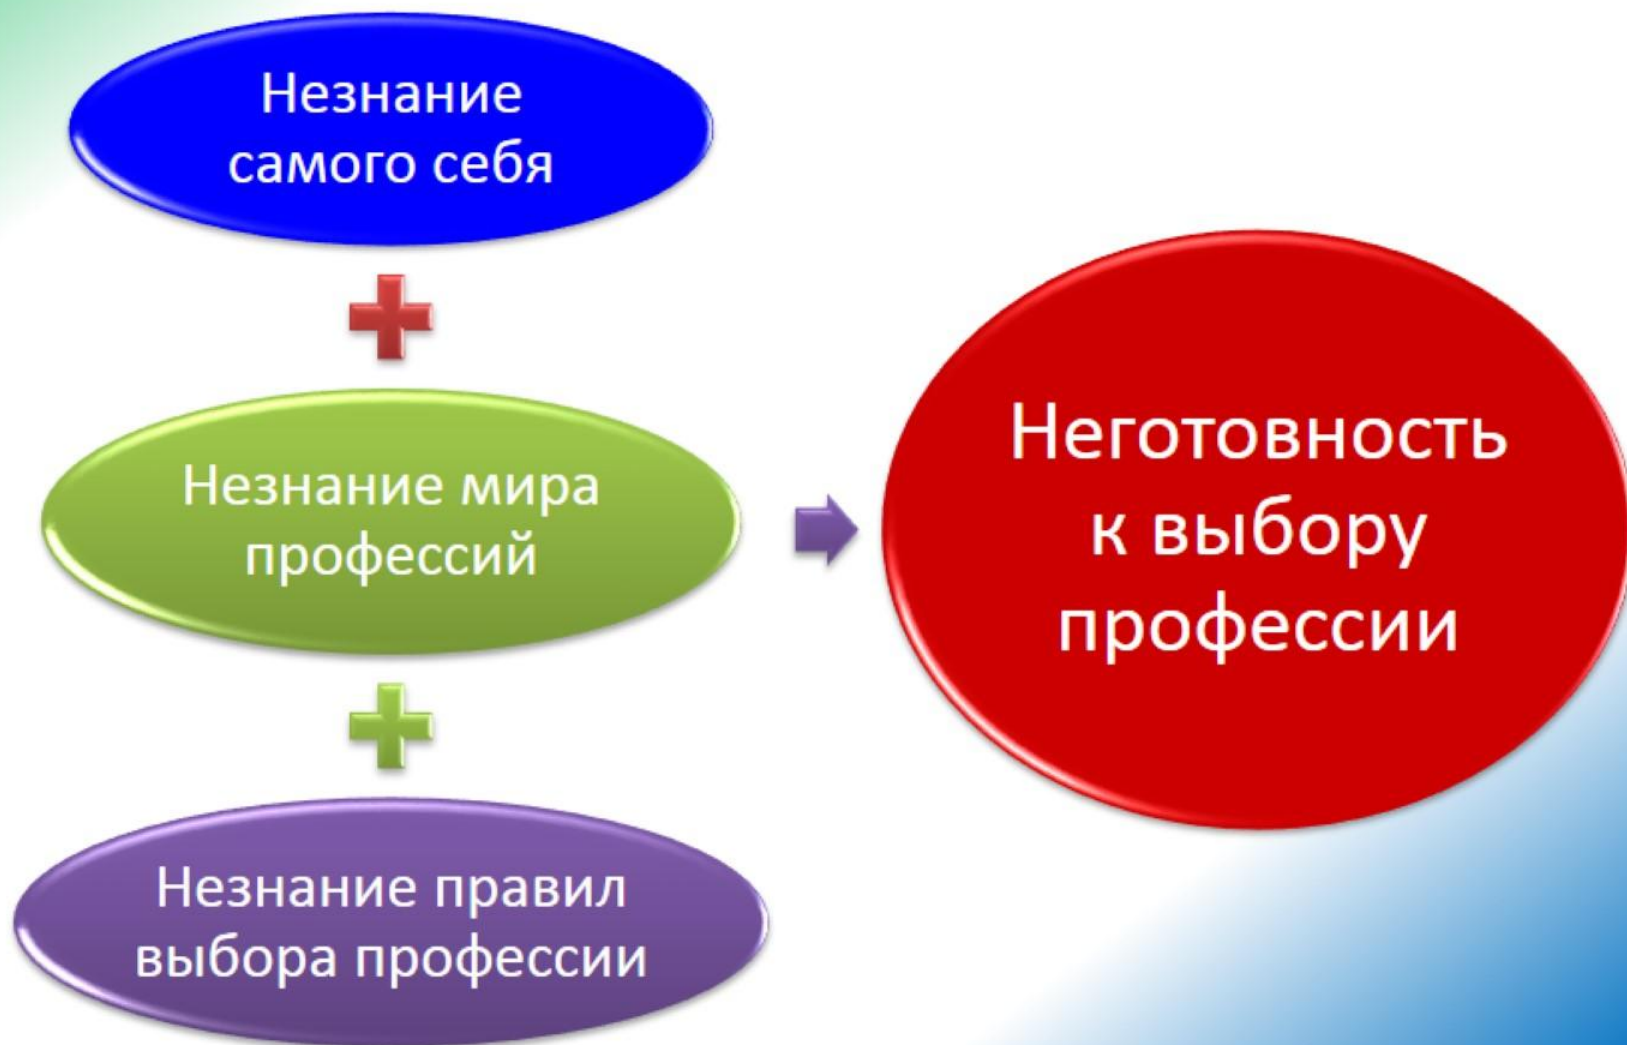 Незнание
самого себя
Незнание мира
профессий
Незнание правил
выбора профессии
Неготовность
к выбору
профессии